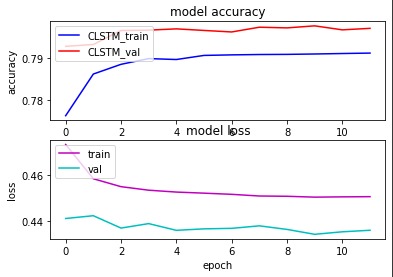 model accuracy
CLSTM_train
CLSTM_val
accuracy
0.79
0.78
0 2 4 6 8 10
model loss
train
val
loss
0.46
0.44
0 2 4 6 8 10
epoch